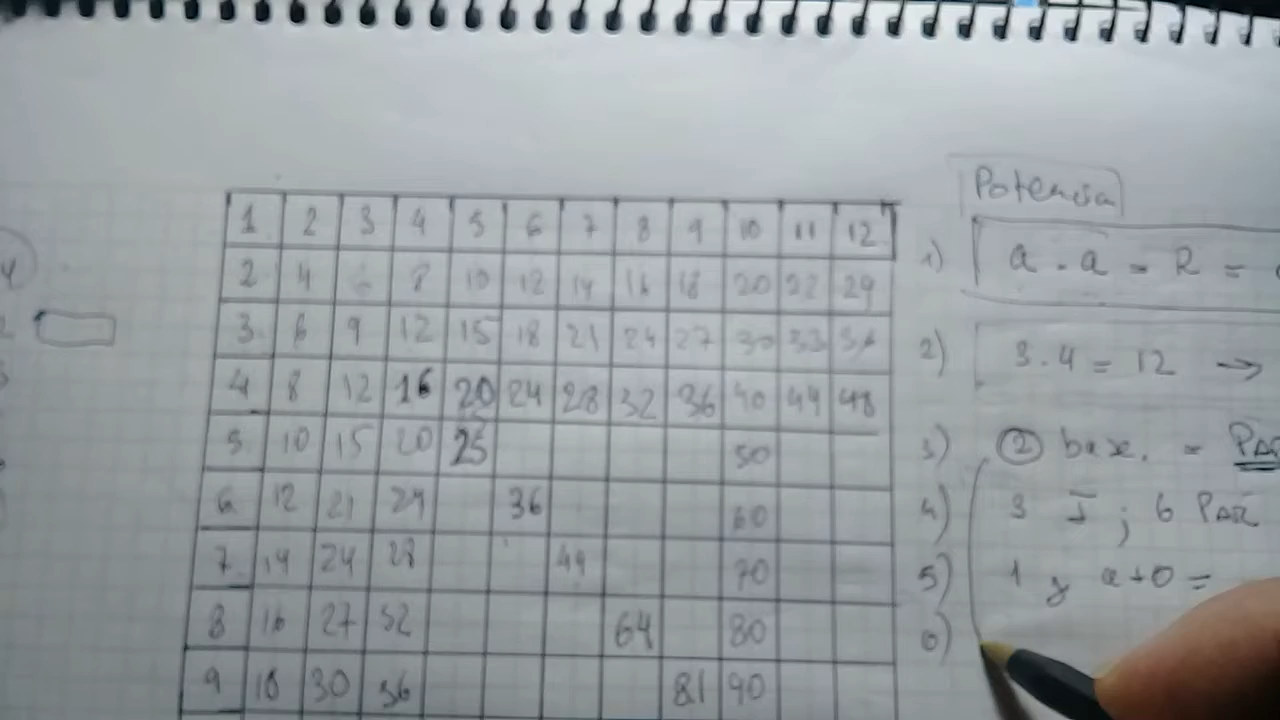 1 2 3 4 5 6 7 8 9 10 11 12
2 4 6 8 10 12 14 16 18 20 22 24
3 6 9 12 15 18 21 24 27 30 33 36
4 8 12 16 20 24 28 32 36 40 44 48
5 10 15 20 25 50
6 12 21 24 36 60
7 14 24 28 49 70
8 16 27 32 64 80
9 18 30 36 81 90
Potencia
1) a . a = R =
2) 3.4 = 12 →
3) 2 base. = PAR
4) 3 I ; 6 PAR
5) 1 y a+0 =
6)